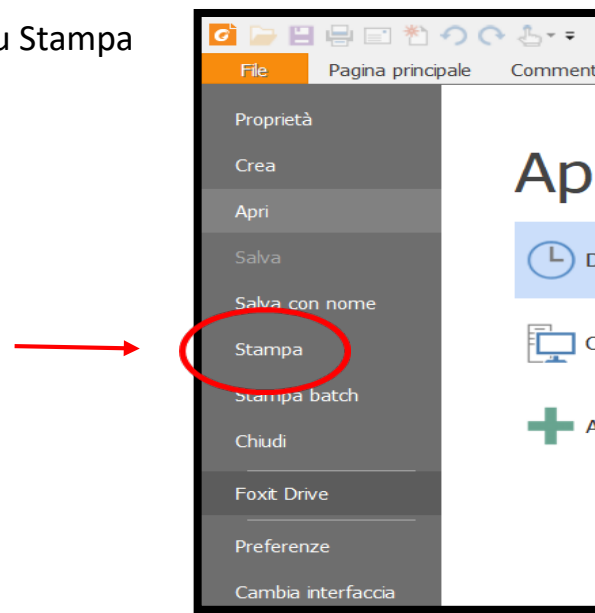 u Stampa
File Pagina principale Comment
Proprietà
Crea
Apri
Salva
Salva con nome
Stampa
Stampa batch
Chiudi
Foxit Drive
Preferenze
Cambia interfaccia
Ap
D
C
A